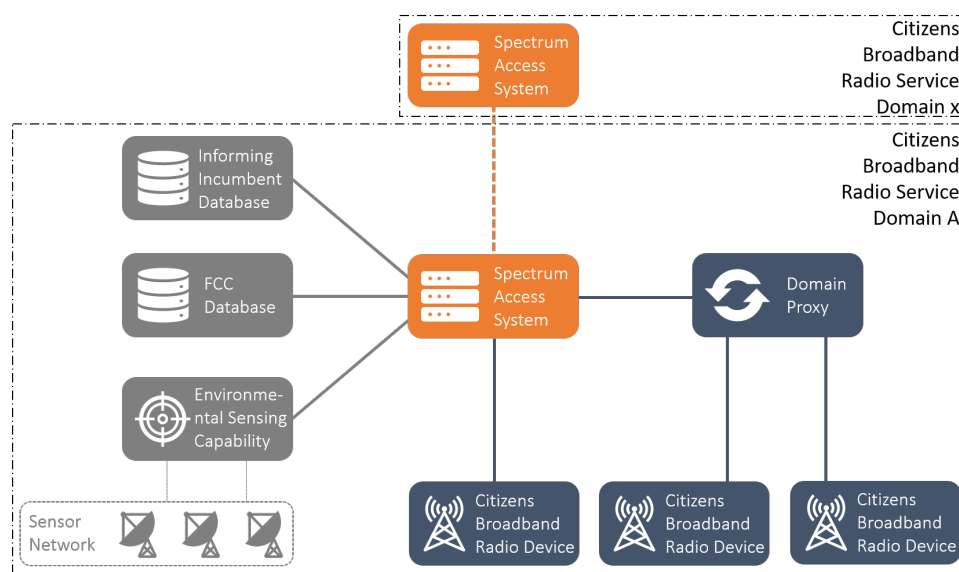 Spectrum
Access
System
Citizens
Broadband
Radio Service
Domain x
Citizens
Broadband
Radio Service
Domain A
Informing
Incumbent
Database
FCC
Database
Spectrum
Access
System
Domain
Proxy
Environme-
ntal Sensing
Capability
Sensor
Network
Citizens
Broadband
Radio Device
Citizens
Broadband
Radio Device
Citizens
Broadband
Radio Device